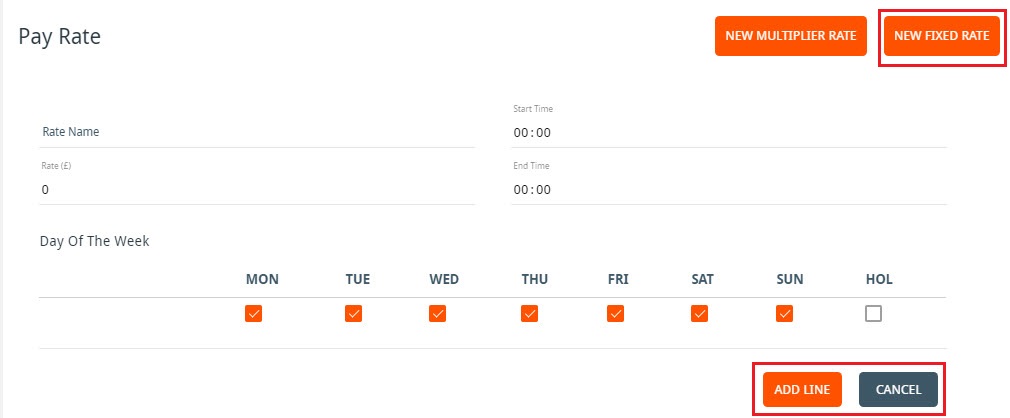 Pay Rate
NEW MULTIPLIER RATE
NEW FIXED RATE
Start Time
Rate Name
00:00
Rate (£)
End Time
0
00:00
Day Of The Week
MON TUE WED THU FRI SAT SUN HOL
ADD LINE
CANCEL